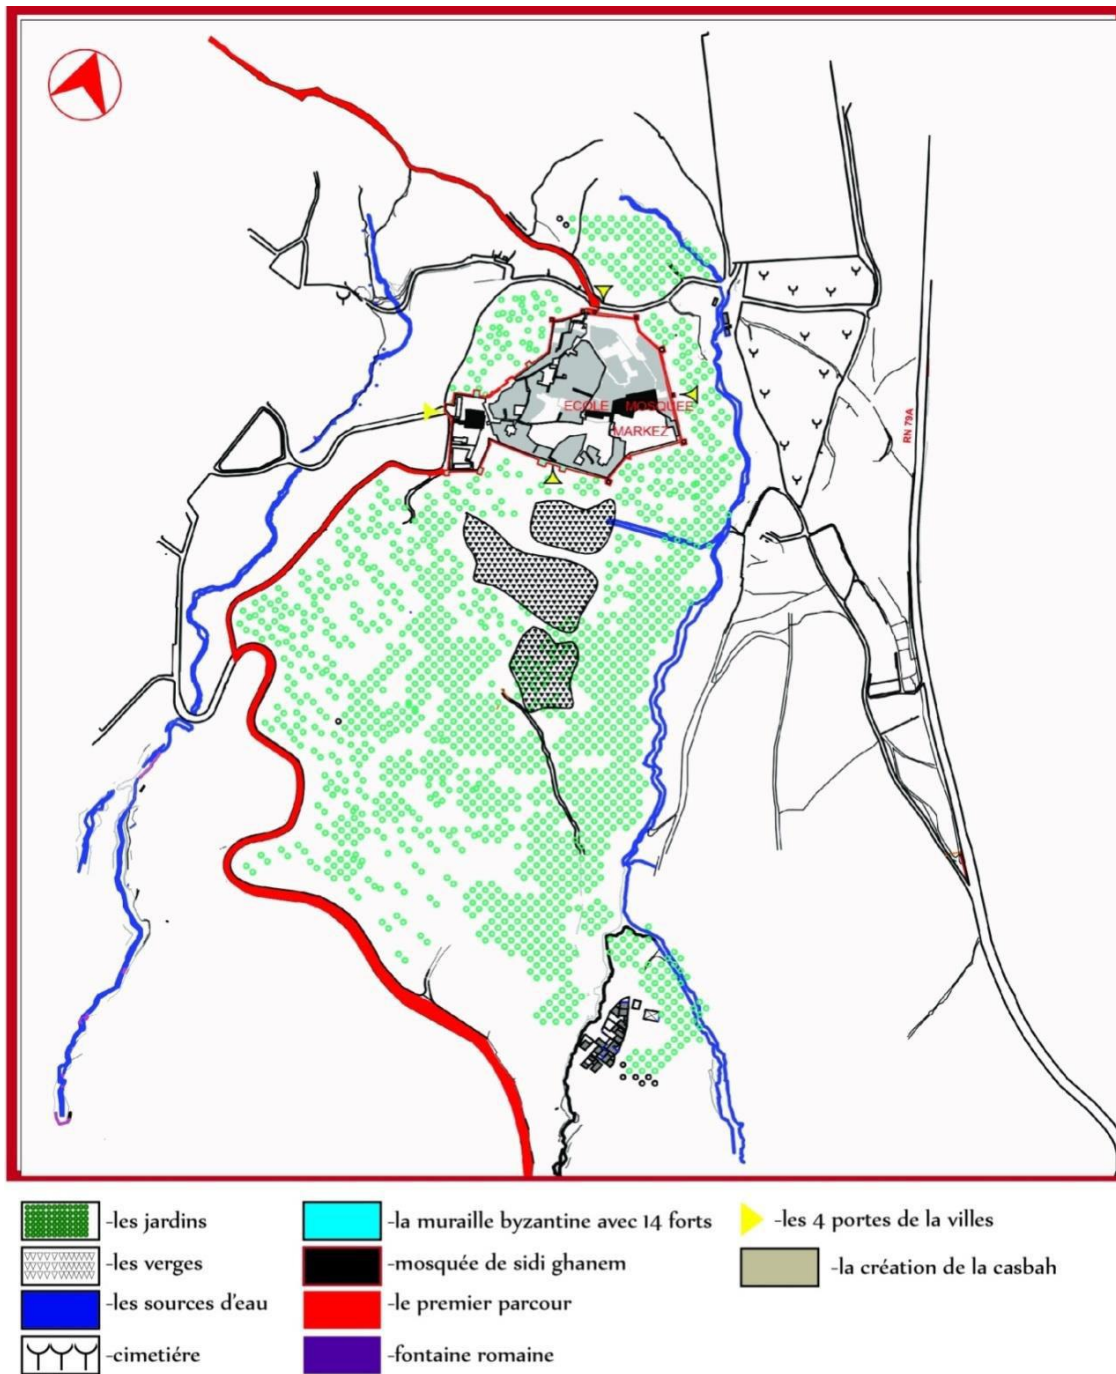 ECOLE MOSQUEE
MARKEZ
RN 79A
-les jardins
-les verges
-les sources d'eau
-cimetiére
-la muraille byzantine avec 14 forts
-mosquée de sidi ghanem
-le premier parcour
-fontaine romaine
-les 4 portes de la villes
-la création de la casbah